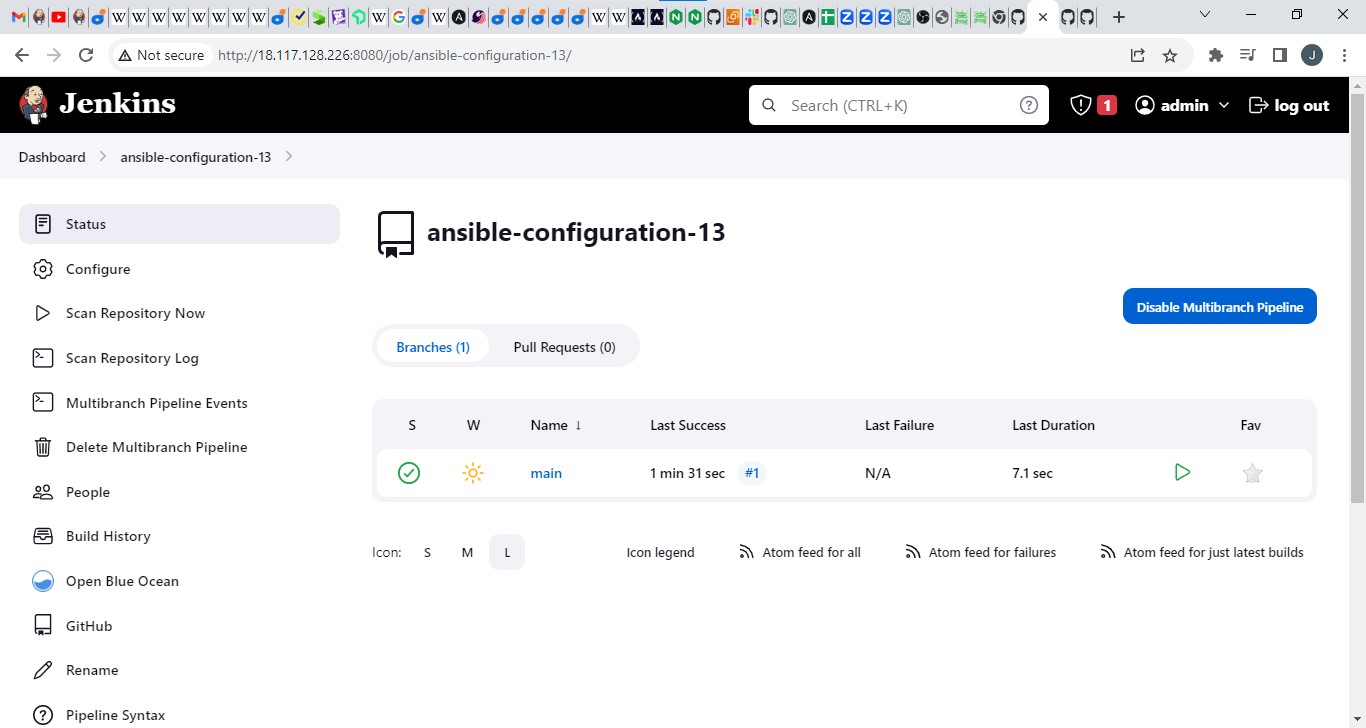 Not secure http://18.117.128.226:8080/job/ansible-configuration-13/ J
Jenkins Search (CTRL+K) 1 admin log out
Dashboard ansible-configuration-13
Status
Configure
Scan Repository Now
Scan Repository Log
Multibranch Pipeline Events
Delete Multibranch Pipeline
People
Build History
Open Blue Ocean
GitHub
Rename
Pipeline Syntax
ansible-configuration-13
Disable Multibranch Pipeline
Branches (1) Pull Requests (0)
S W Name ↓ Last Success Last Failure Last Duration Fav
main 1 min 31 sec #1 N/A 7.1 sec
Icon: S M L Icon legend Atom feed for all Atom feed for failures Atom feed for just latest builds